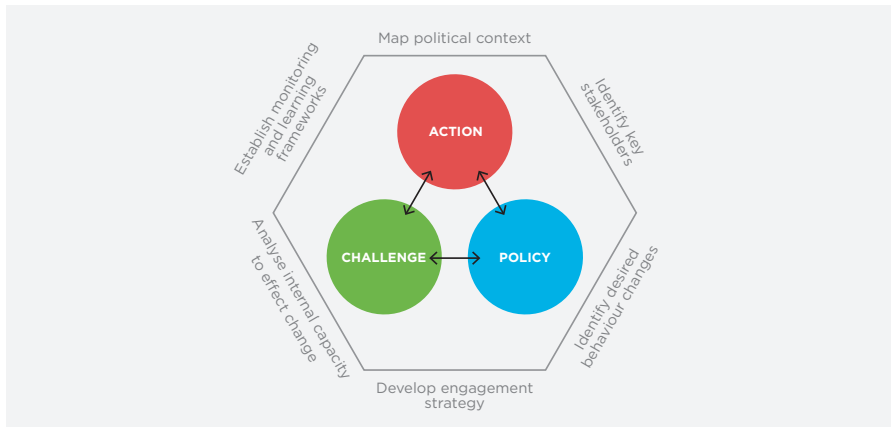 Map political context
Identify key
stakeholders
Identify desired
behaviour changes
Develop engagement
strategy
Analyse internal capacity
to effect change
Establish monitoring
and learning
frameworks
ACTION
CHALLENGE
POLICY